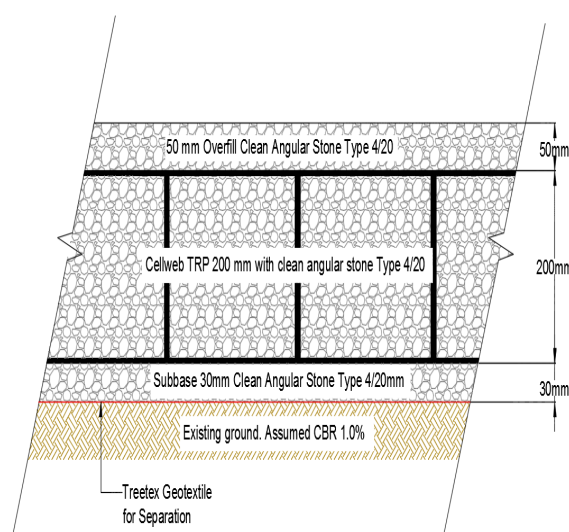 50 mm Overfill Clean Angular Stone Type 4/20
50mm
Cellweb TRP 200 mm with clean angular stone Type 4/20
200mm
Subbase 30mm Clean Angular Stone Type 4/20mm
30mm
Existing ground. Assumed CBR 1.0%
Treetex Geotextile
for Separation